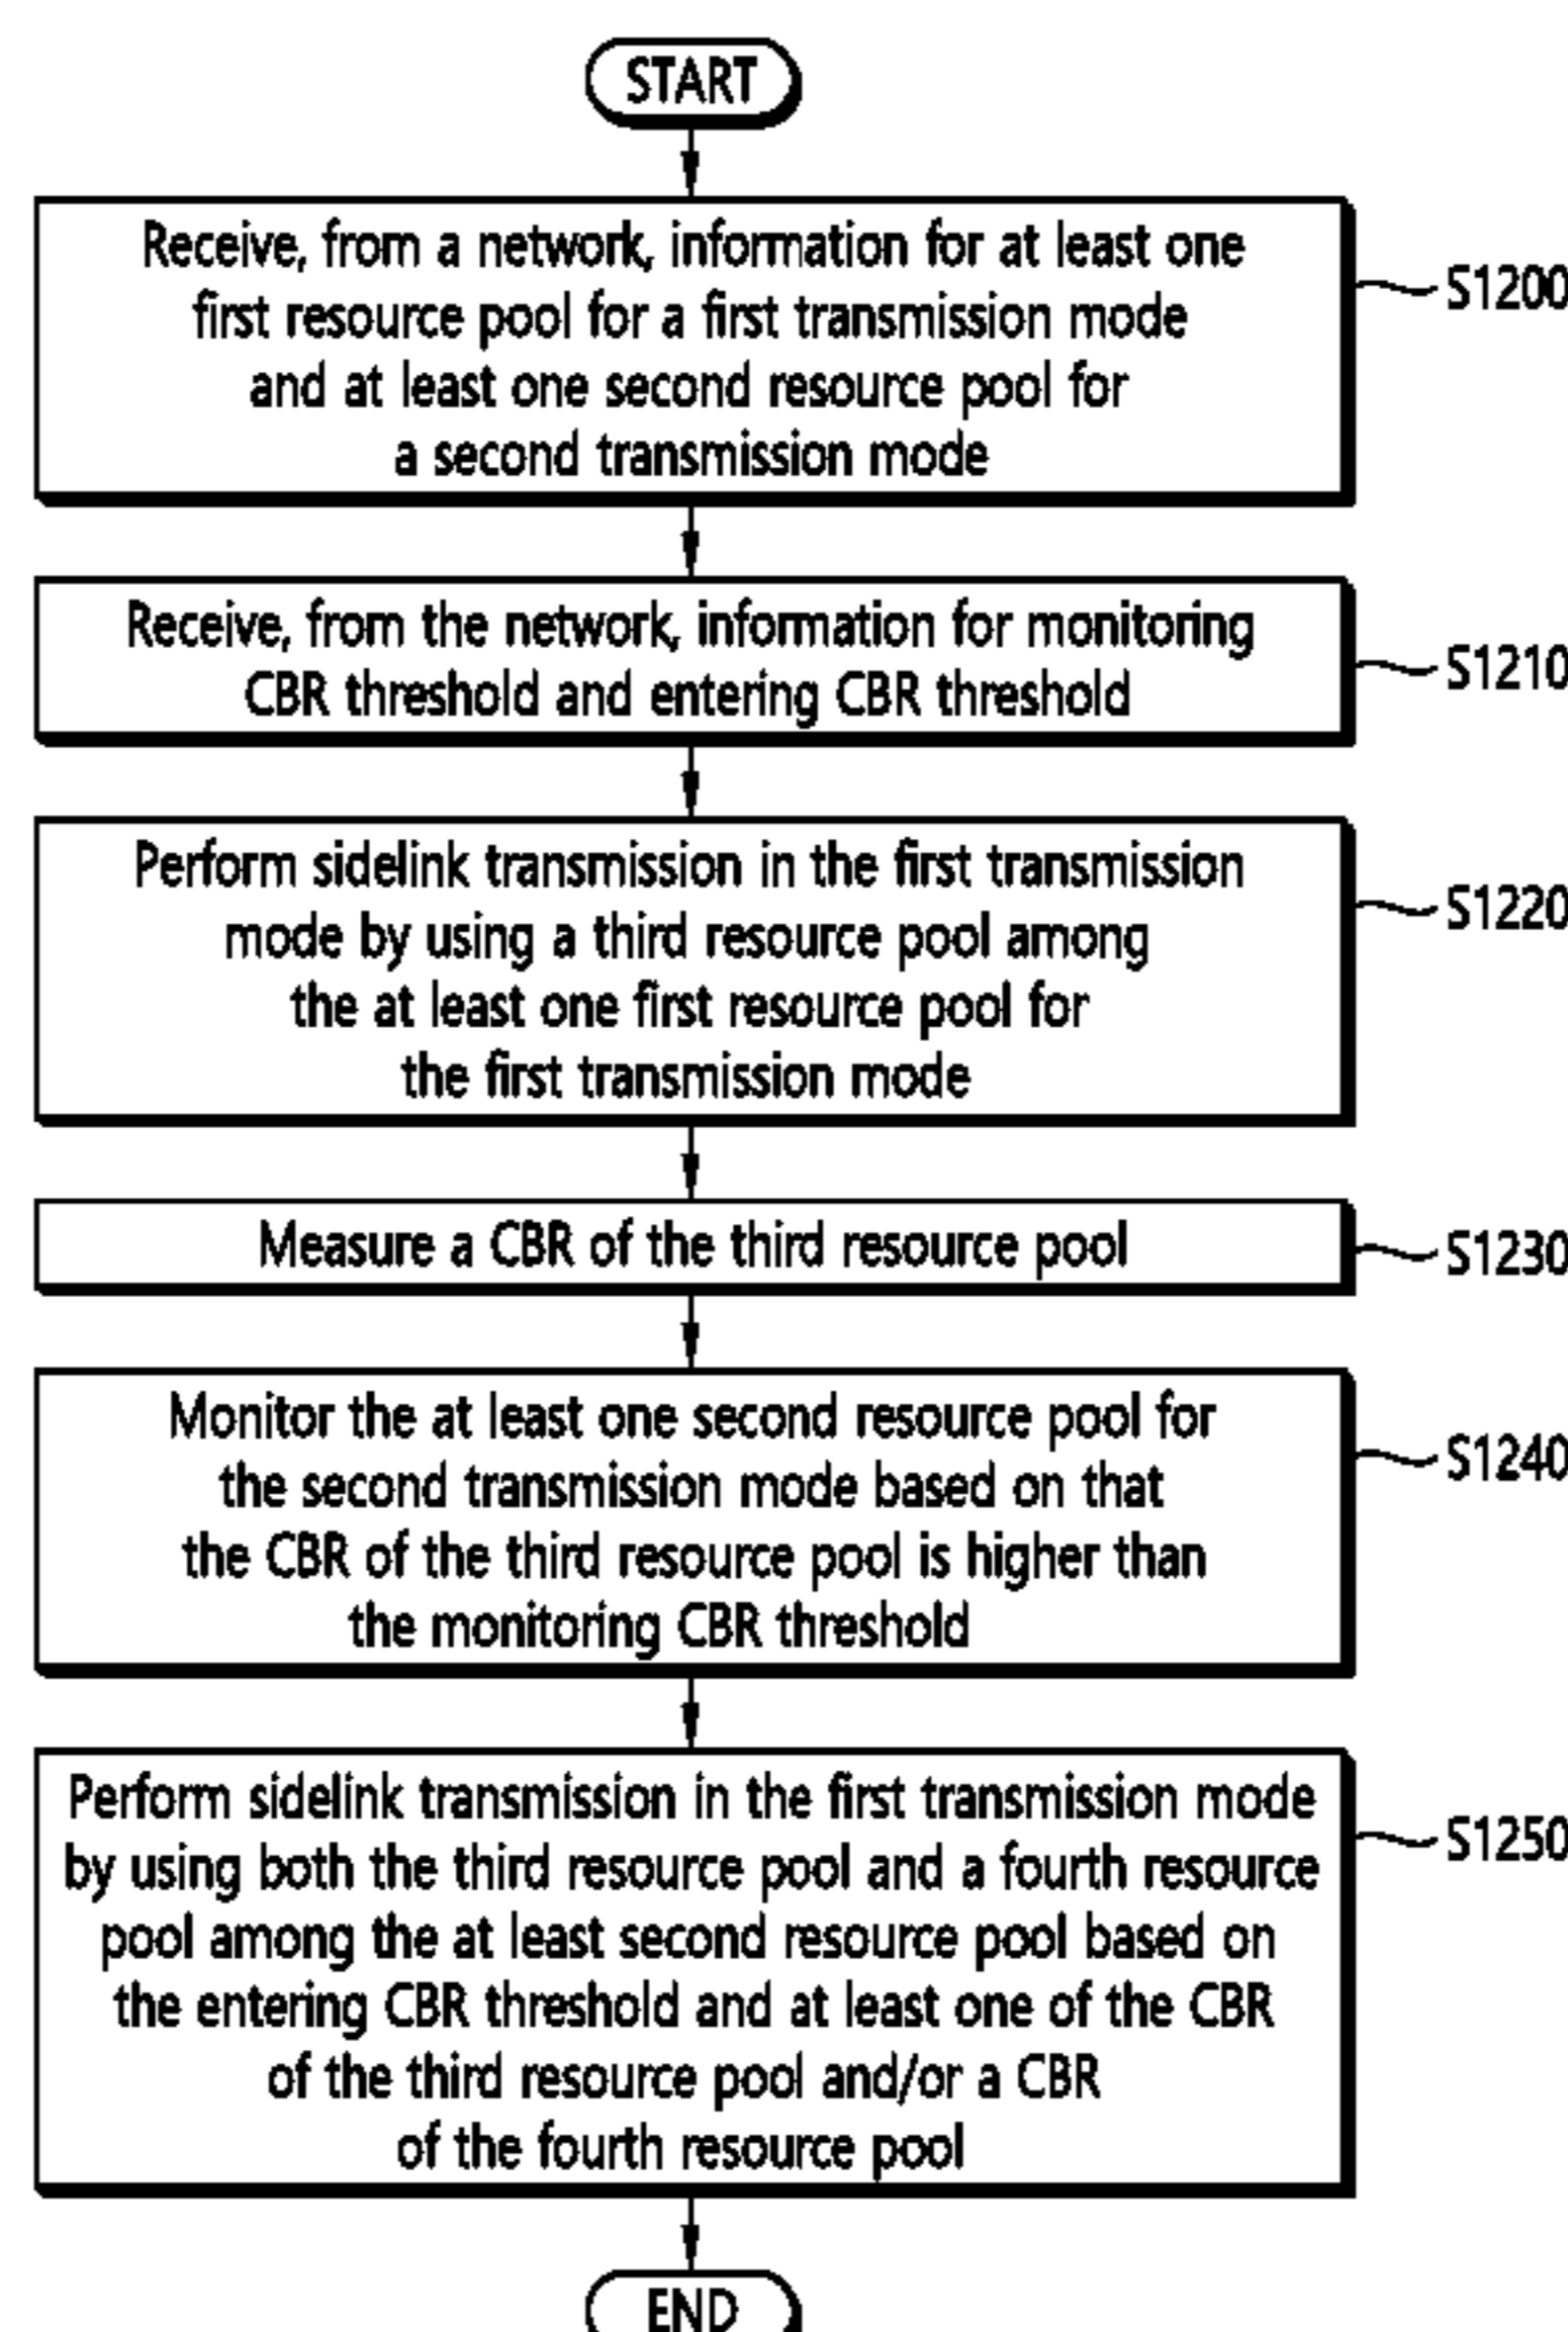 START
Receive, from a network, information for at least one
first resource pool for a first transmission mode
and at least one second resource pool for
a second transmission mode
S1200
Receive, from the network, information for monitoring
CBR threshold and entering CBR threshold
S1210
Perform sidelink transmission in the first transmission
mode by using a third resource pool among
the at least one first resource pool for
the first transmission mode
S1220
Measure a CBR of the third resource pool
S1230
Monitor the at least one second resource pool for
the second transmission mode based on that
the CBR of the third resource pool is higher than
the monitoring CBR threshold
S1240
Perform sidelink transmission in the first transmission mode
by using both the third resource pool and a fourth resource
pool among the at least second resource pool based on
the entering CBR threshold and at least one of the CBR
of the third resource pool and/or a CBR
of the fourth resource pool
S1250
END